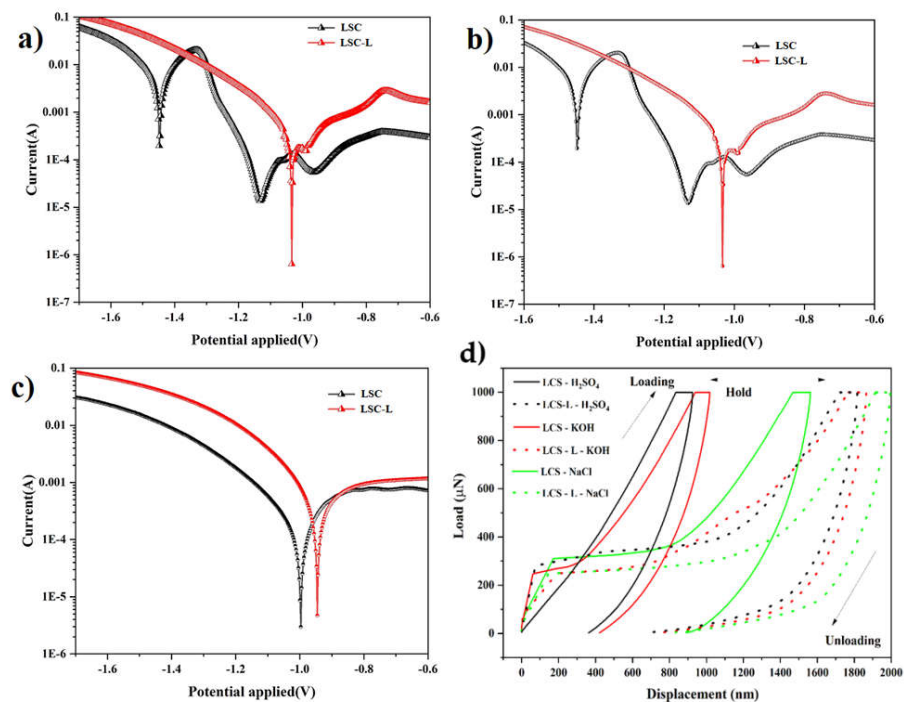 a)
LSC
LSC-L
0.1
0.01
0.001
1E-4
1E-5
1E-6
1E-7
Current(A)
-1.6
-1.4
-1.2
-1.0
-0.8
-0.6
Potential applied(V)
b)
LSC
LSC-L
0.1
0.01
0.001
1E-4
1E-5
1E-6
1E-7
Current(A)
-1.6
-1.4
-1.2
-1.0
-0.8
-0.6
Potential applied(V)
c)
LSC
LSC-L
0.1
0.01
0.001
1E-4
1E-5
1E-6
Current(A)
-1.6
-1.4
-1.2
-1.0
-0.8
-0.6
Potential applied(V)
d)
LCS - H₂SO₄
LCS-L - H₂SO₄
LCS - KOH
LCS - L - KOH
LCS - NaCl
LCS - L - NaCl
Loading
Hold
Unloading
1000
800
600
400
200
0
Load (μN)
0
200
400
600
800
1000
1200
1400
1600
1800
2000
Displacement (nm)